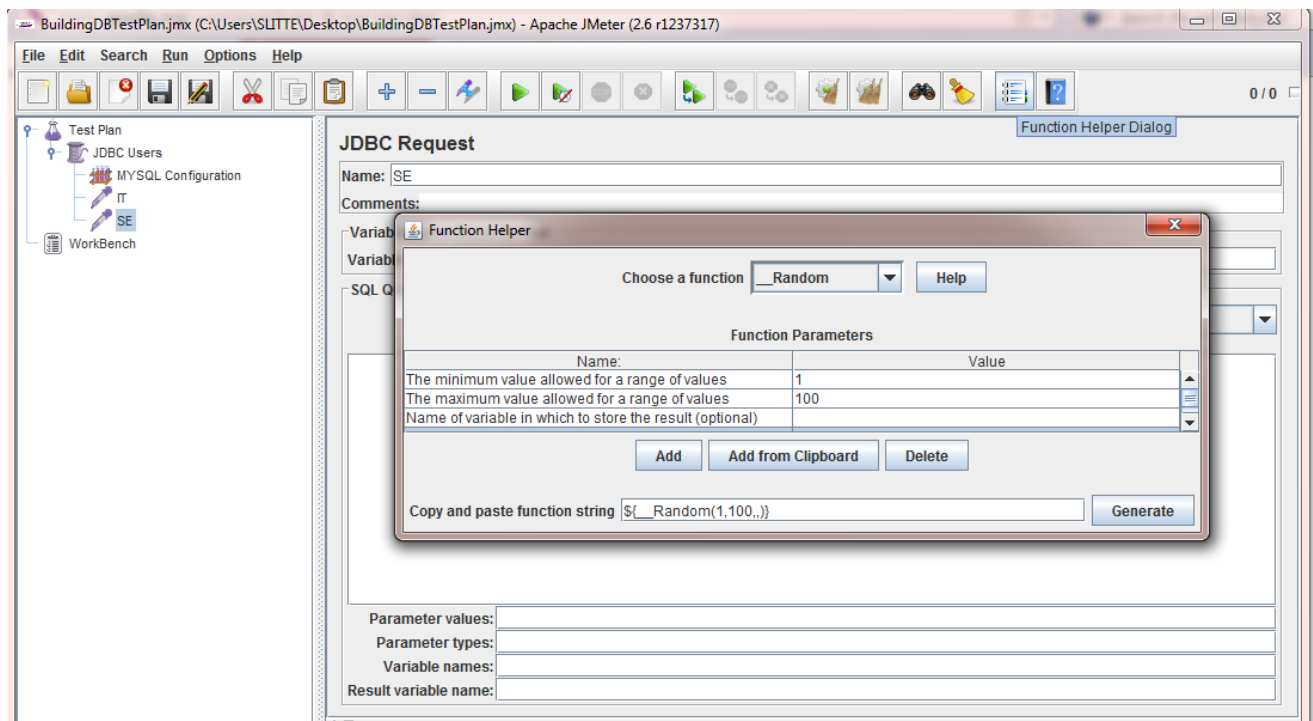 BuildingDBTestPlan.jmx (C:\Users\SLITTE\Desktop\BuildingDBTestPlan.jmx) - Apache JMeter (2.6 r1237317)
File Edit Search Run Options Help
0 / 0
Function Helper Dialog
Test Plan
JDBC Users
MYSQL Configuration
IT
SE
WorkBench
JDBC Request
Name: SE
Comments:
Variab
Variabl
SQL Q
Function Helper
Choose a function __Random Help
Function Parameters
Name: Value
The minimum value allowed for a range of values 1
The maximum value allowed for a range of values 100
Name of variable in which to store the result (optional)
Add Add from Clipboard Delete
Copy and paste function string ${__Random(1,100,,)} Generate
Parameter values:
Parameter types:
Variable names:
Result variable name: